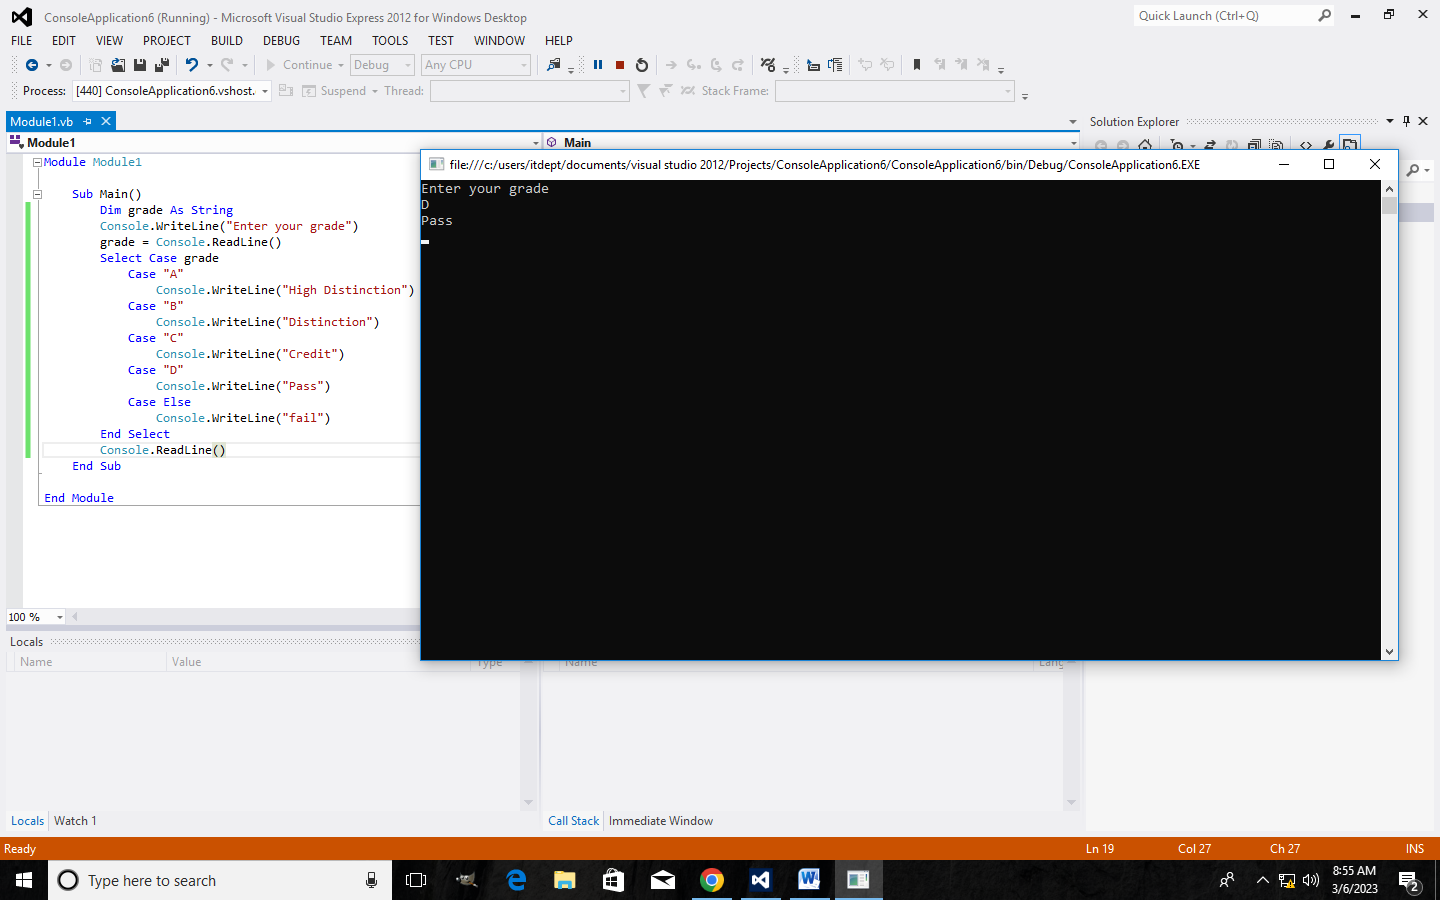 ConsoleApplication6 (Running) - Microsoft Visual Studio Express 2012 for Windows Desktop
Quick Launch (Ctrl+Q)
FILE EDIT VIEW PROJECT BUILD DEBUG TEAM TOOLS TEST WINDOW HELP
Continue Debug Any CPU
Process: [440] ConsoleApplication6.vshost. Suspend Thread: Stack Frame:
Module1.vb
Solution Explorer
Module1 Main
file:///c:/users/itdept/documents/visual studio 2012/Projects/ConsoleApplication6/ConsoleApplication6/bin/Debug/ConsoleApplication6.EXE
Enter your grade
D
Pass
Module Module1
Sub Main()
Dim grade As String
Console.WriteLine("Enter your grade")
grade = Console.ReadLine()
Select Case grade
Case "A"
Console.WriteLine("High Distinction")
Case "B"
Console.WriteLine("Distinction")
Case "C"
Console.WriteLine("Credit")
Case "D"
Console.WriteLine("Pass")
Case Else
Console.WriteLine("fail")
End Select
Console.ReadLine()
End Sub
End Module
100 %
Locals
Name Value Type Name Lang
Locals Watch 1 Call Stack Immediate Window
Ready Ln 19 Col 27 Ch 27 INS
Type here to search
8:55 AM
3/6/2023
2